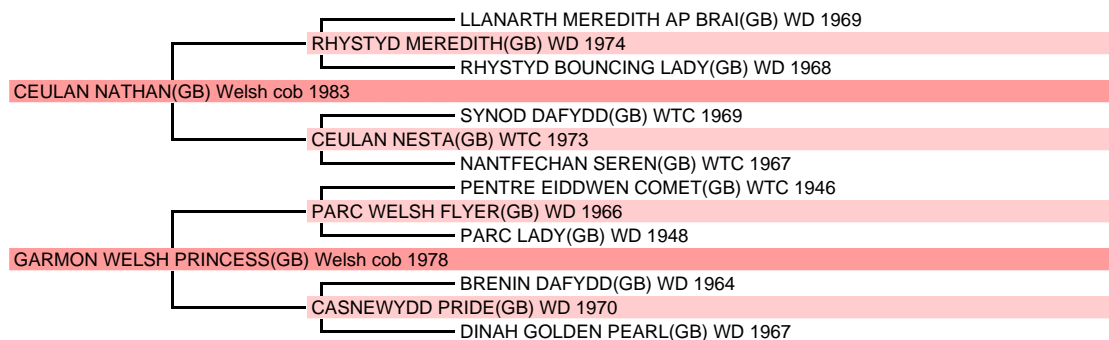 LLANARTH MEREDITH AP BRAI(GB) WD 1969
RHYSTYD MEREDITH(GB) WD 1974
RHYSTYD BOUNCING LADY(GB) WD 1968
CEULAN NATHAN(GB) Welsh cob 1983
SYNOD DAFYDD(GB) WTC 1969
CEULAN NESTA(GB) WTC 1973
NANTFECHAN SEREN(GB) WTC 1967
PENTRE EIDDWEN COMET(GB) WTC 1946
PARC WELSH FLYER(GB) WD 1966
PARC LADY(GB) WD 1948
GARMON WELSH PRINCESS(GB) Welsh cob 1978
BRENIN DAFYDD(GB) WD 1964
CASNEWYDD PRIDE(GB) WD 1970
DINAH GOLDEN PEARL(GB) WD 1967